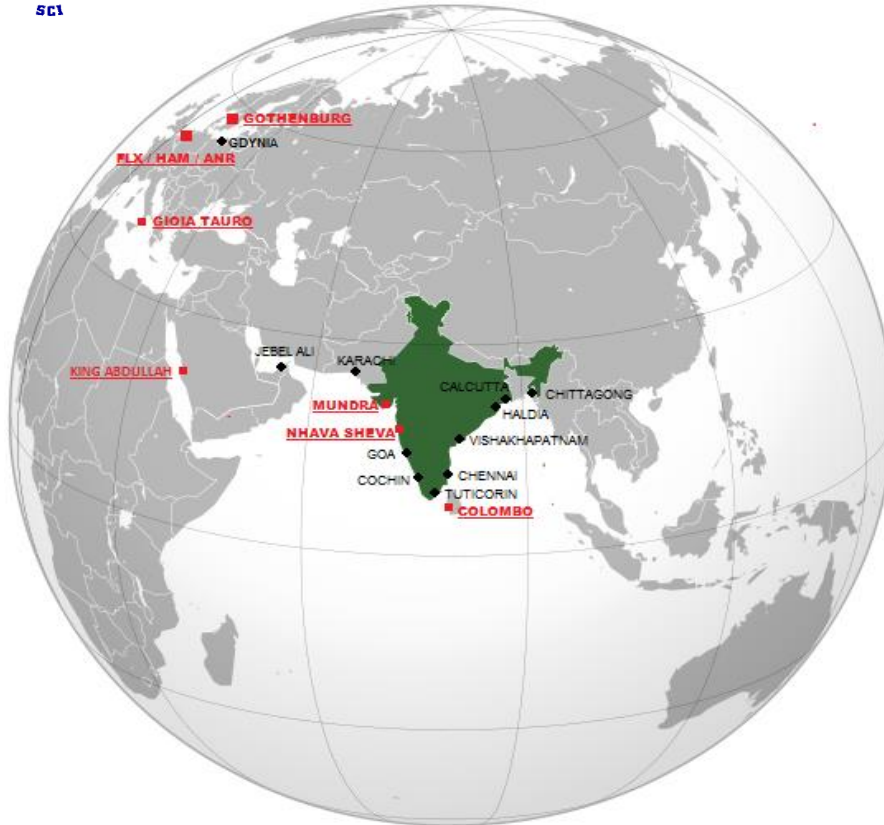 SCI
GOTHENBURG
GDYNIA
FLX / HAM / ANR
GIOIA TAURO
JEBEL ALI
KARACHI
KING ABDULLAH
CALCUTTA
CHITTAGONG
MUNDRA
HALDIA
NHAVA SHEVA
VISHAKHAPATNAM
GOA
COCHIN
CHENNAI
TUTICORIN
COLOMBO